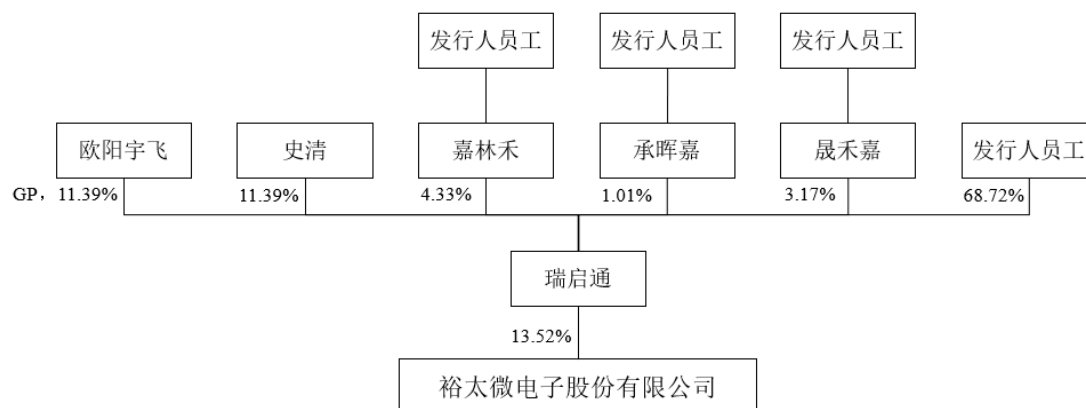 发行人员工
发行人员工
发行人员工
欧阳宇飞
史清
嘉林禾
承晖嘉
晟禾嘉
发行人员工
GP，11.39%
11.39%
4.33%
1.01%
3.17%
68.72%
瑞启通
13.52%
裕太微电子股份有限公司